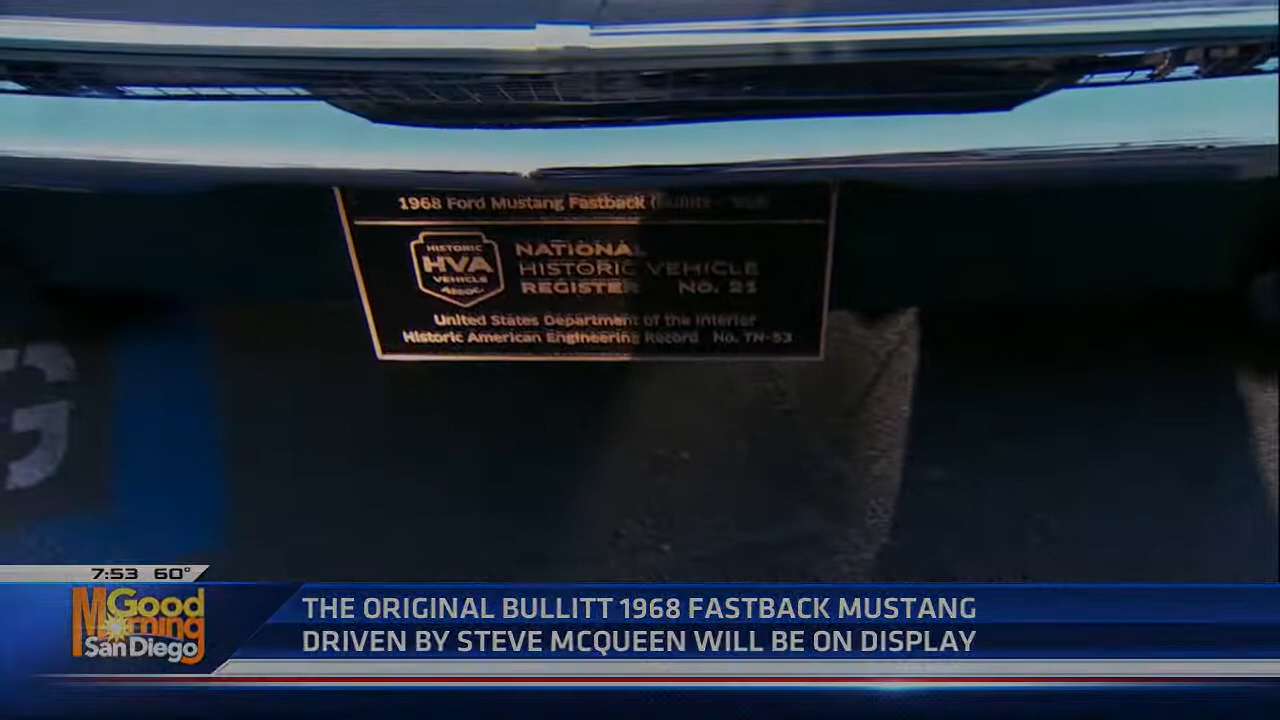 1968 Ford Mustang Fastback (Bullitt
HISTORIC
HVA
VEHICLE
ASSOC
NATIONAL
HISTORIC VEHICLE
REGISTER No. 21
United States Department of the Interior
Historic American Engineering Record No. TN-53
G
7:53 60°
Good
Morning
San Diego
THE ORIGINAL BULLITT 1968 FASTBACK MUSTANG
DRIVEN BY STEVE MCQUEEN WILL BE ON DISPLAY